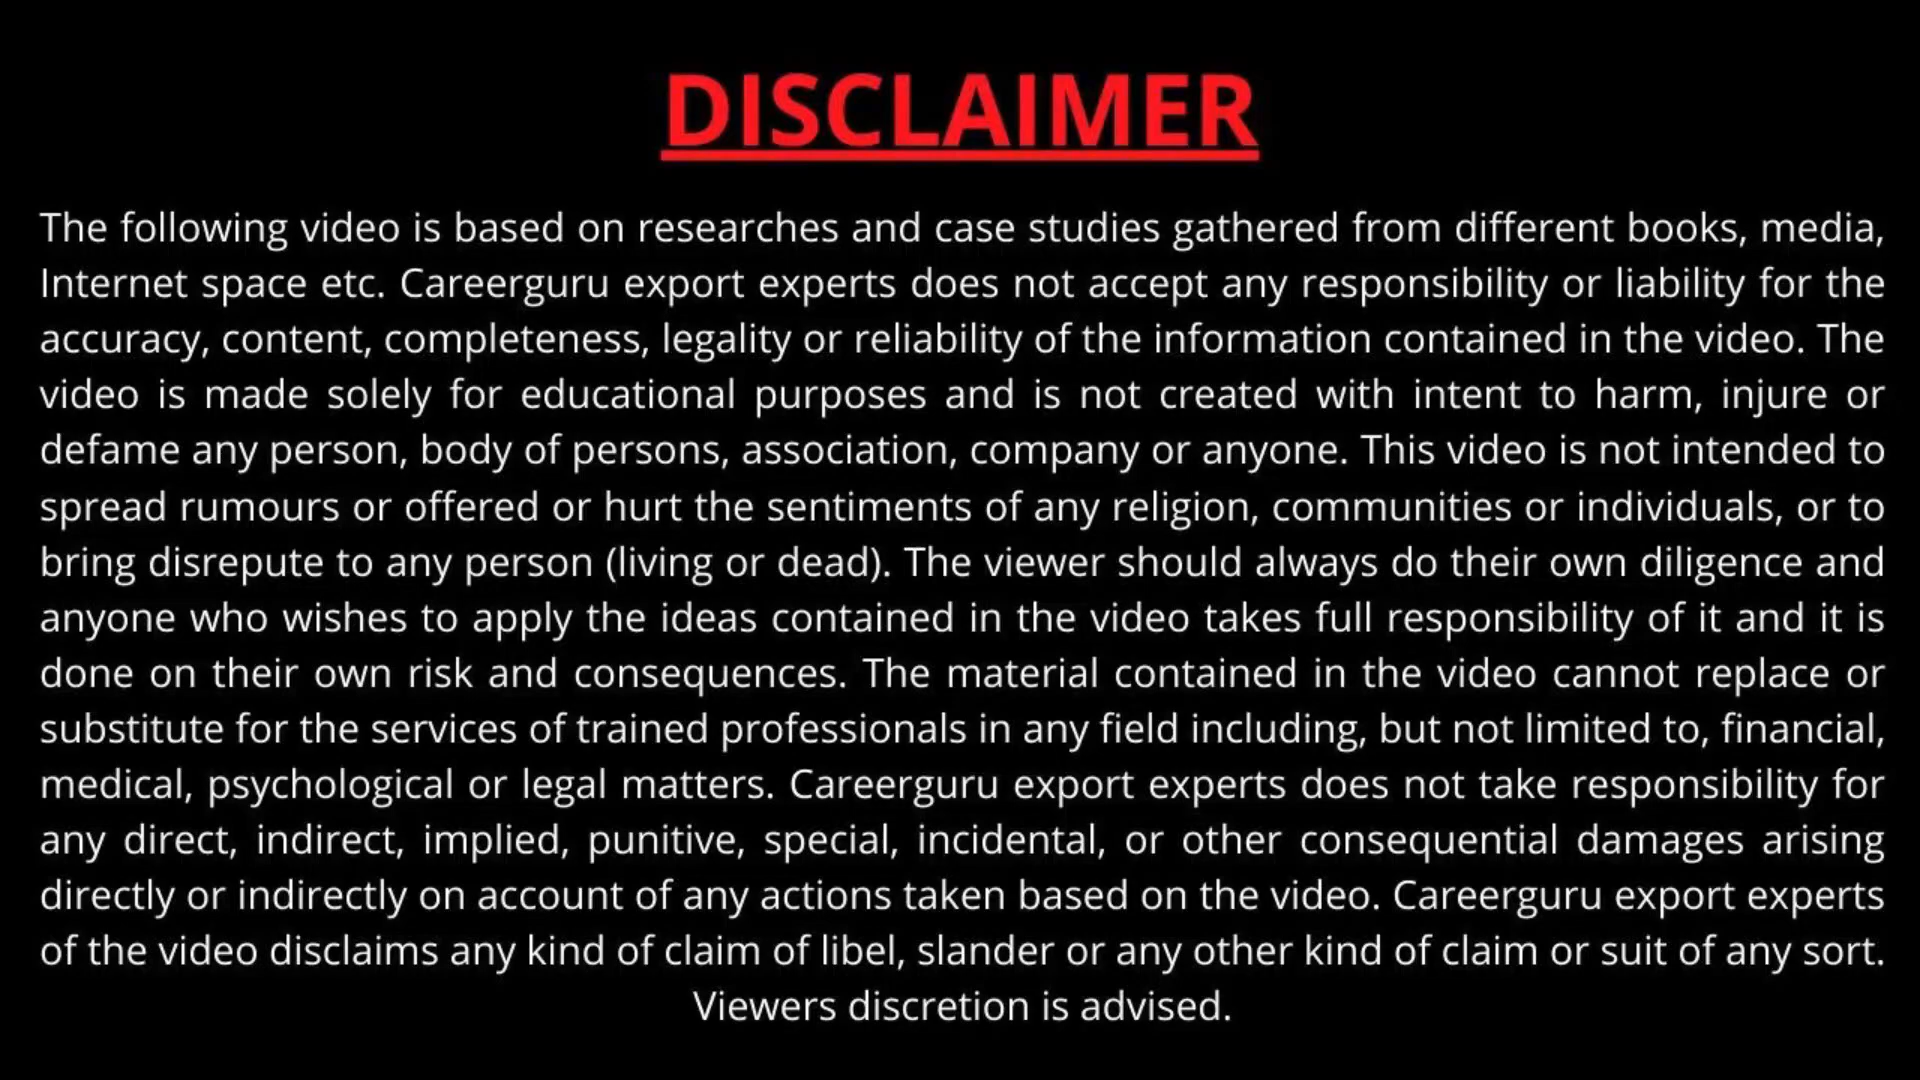 DISCLAIMER
The following video is based on researches and case studies gathered from different books, media,
Internet space etc. Careerguru export experts does not accept any responsibility or liability for the
accuracy, content, completeness, legality or reliability of the information contained in the video. The
video is made solely for educational purposes and is not created with intent to harm, injure or
defame any person, body of persons, association, company or anyone. This video is not intended to
spread rumours or offered or hurt the sentiments of any religion, communities or individuals, or to
bring disrepute to any person (living or dead). The viewer should always do their own diligence and
anyone who wishes to apply the ideas contained in the video takes full responsibility of it and it is
done on their own risk and consequences. The material contained in the video cannot replace or
substitute for the services of trained professionals in any field including, but not limited to, financial,
medical, psychological or legal matters. Careerguru export experts does not take responsibility for
any direct, indirect, implied, punitive, special, incidental, or other consequential damages arising
directly or indirectly on account of any actions taken based on the video. Careerguru export experts
of the video disclaims any kind of claim of libel, slander or any other kind of claim or suit of any sort.
Viewers discretion is advised.